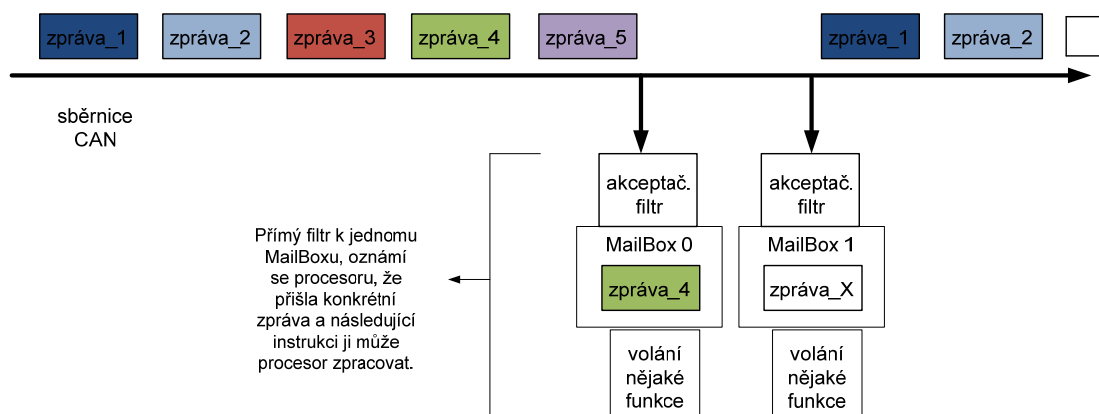 zpráva_1 zpráva_2 zpráva_3 zpráva_4 zpráva_5 zpráva_1 zpráva_2
sběrnice
CAN
akceptač.
filtr
akceptač.
filtr
Přímý filtr k jednomu
MailBoxu, oznámí
se procesoru, že
přišla konkrétní
zpráva a následující
instrukci ji může
procesor zpracovat.
MailBox 0
zpráva_4
MailBox 1
zpráva_X
volání
nějaké
funkce
volání
nějaké
funkce